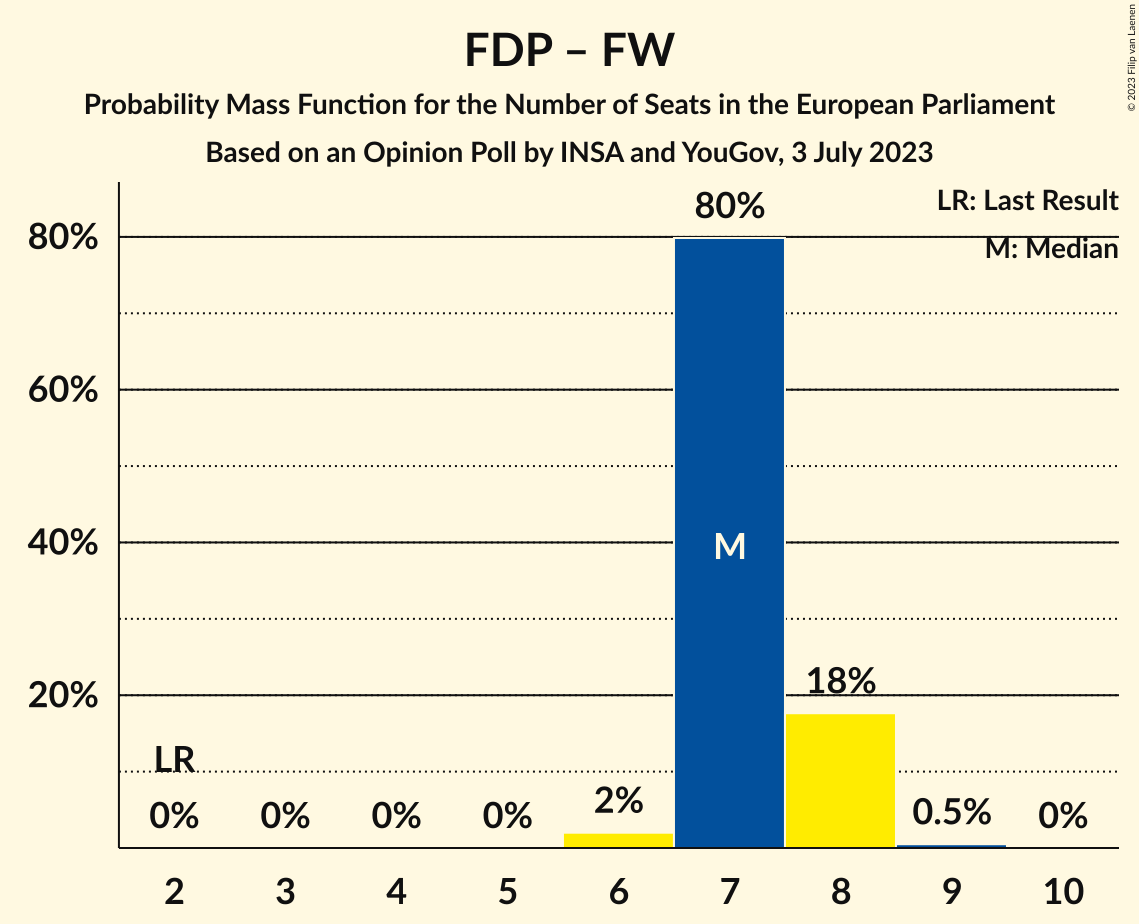 FDP – FW
Probability Mass Function for the Number of Seats in the European Parliament
Based on an Opinion Poll by INSA and YouGov, 3 July 2023
© 2023 Filip van Laenen
LR: Last Result
M: Median
80%
60%
40%
20%
LR
0%
0%
0%
0%
2%
80%
M
18%
0.5%
0%
2
3
4
5
6
7
8
9
10